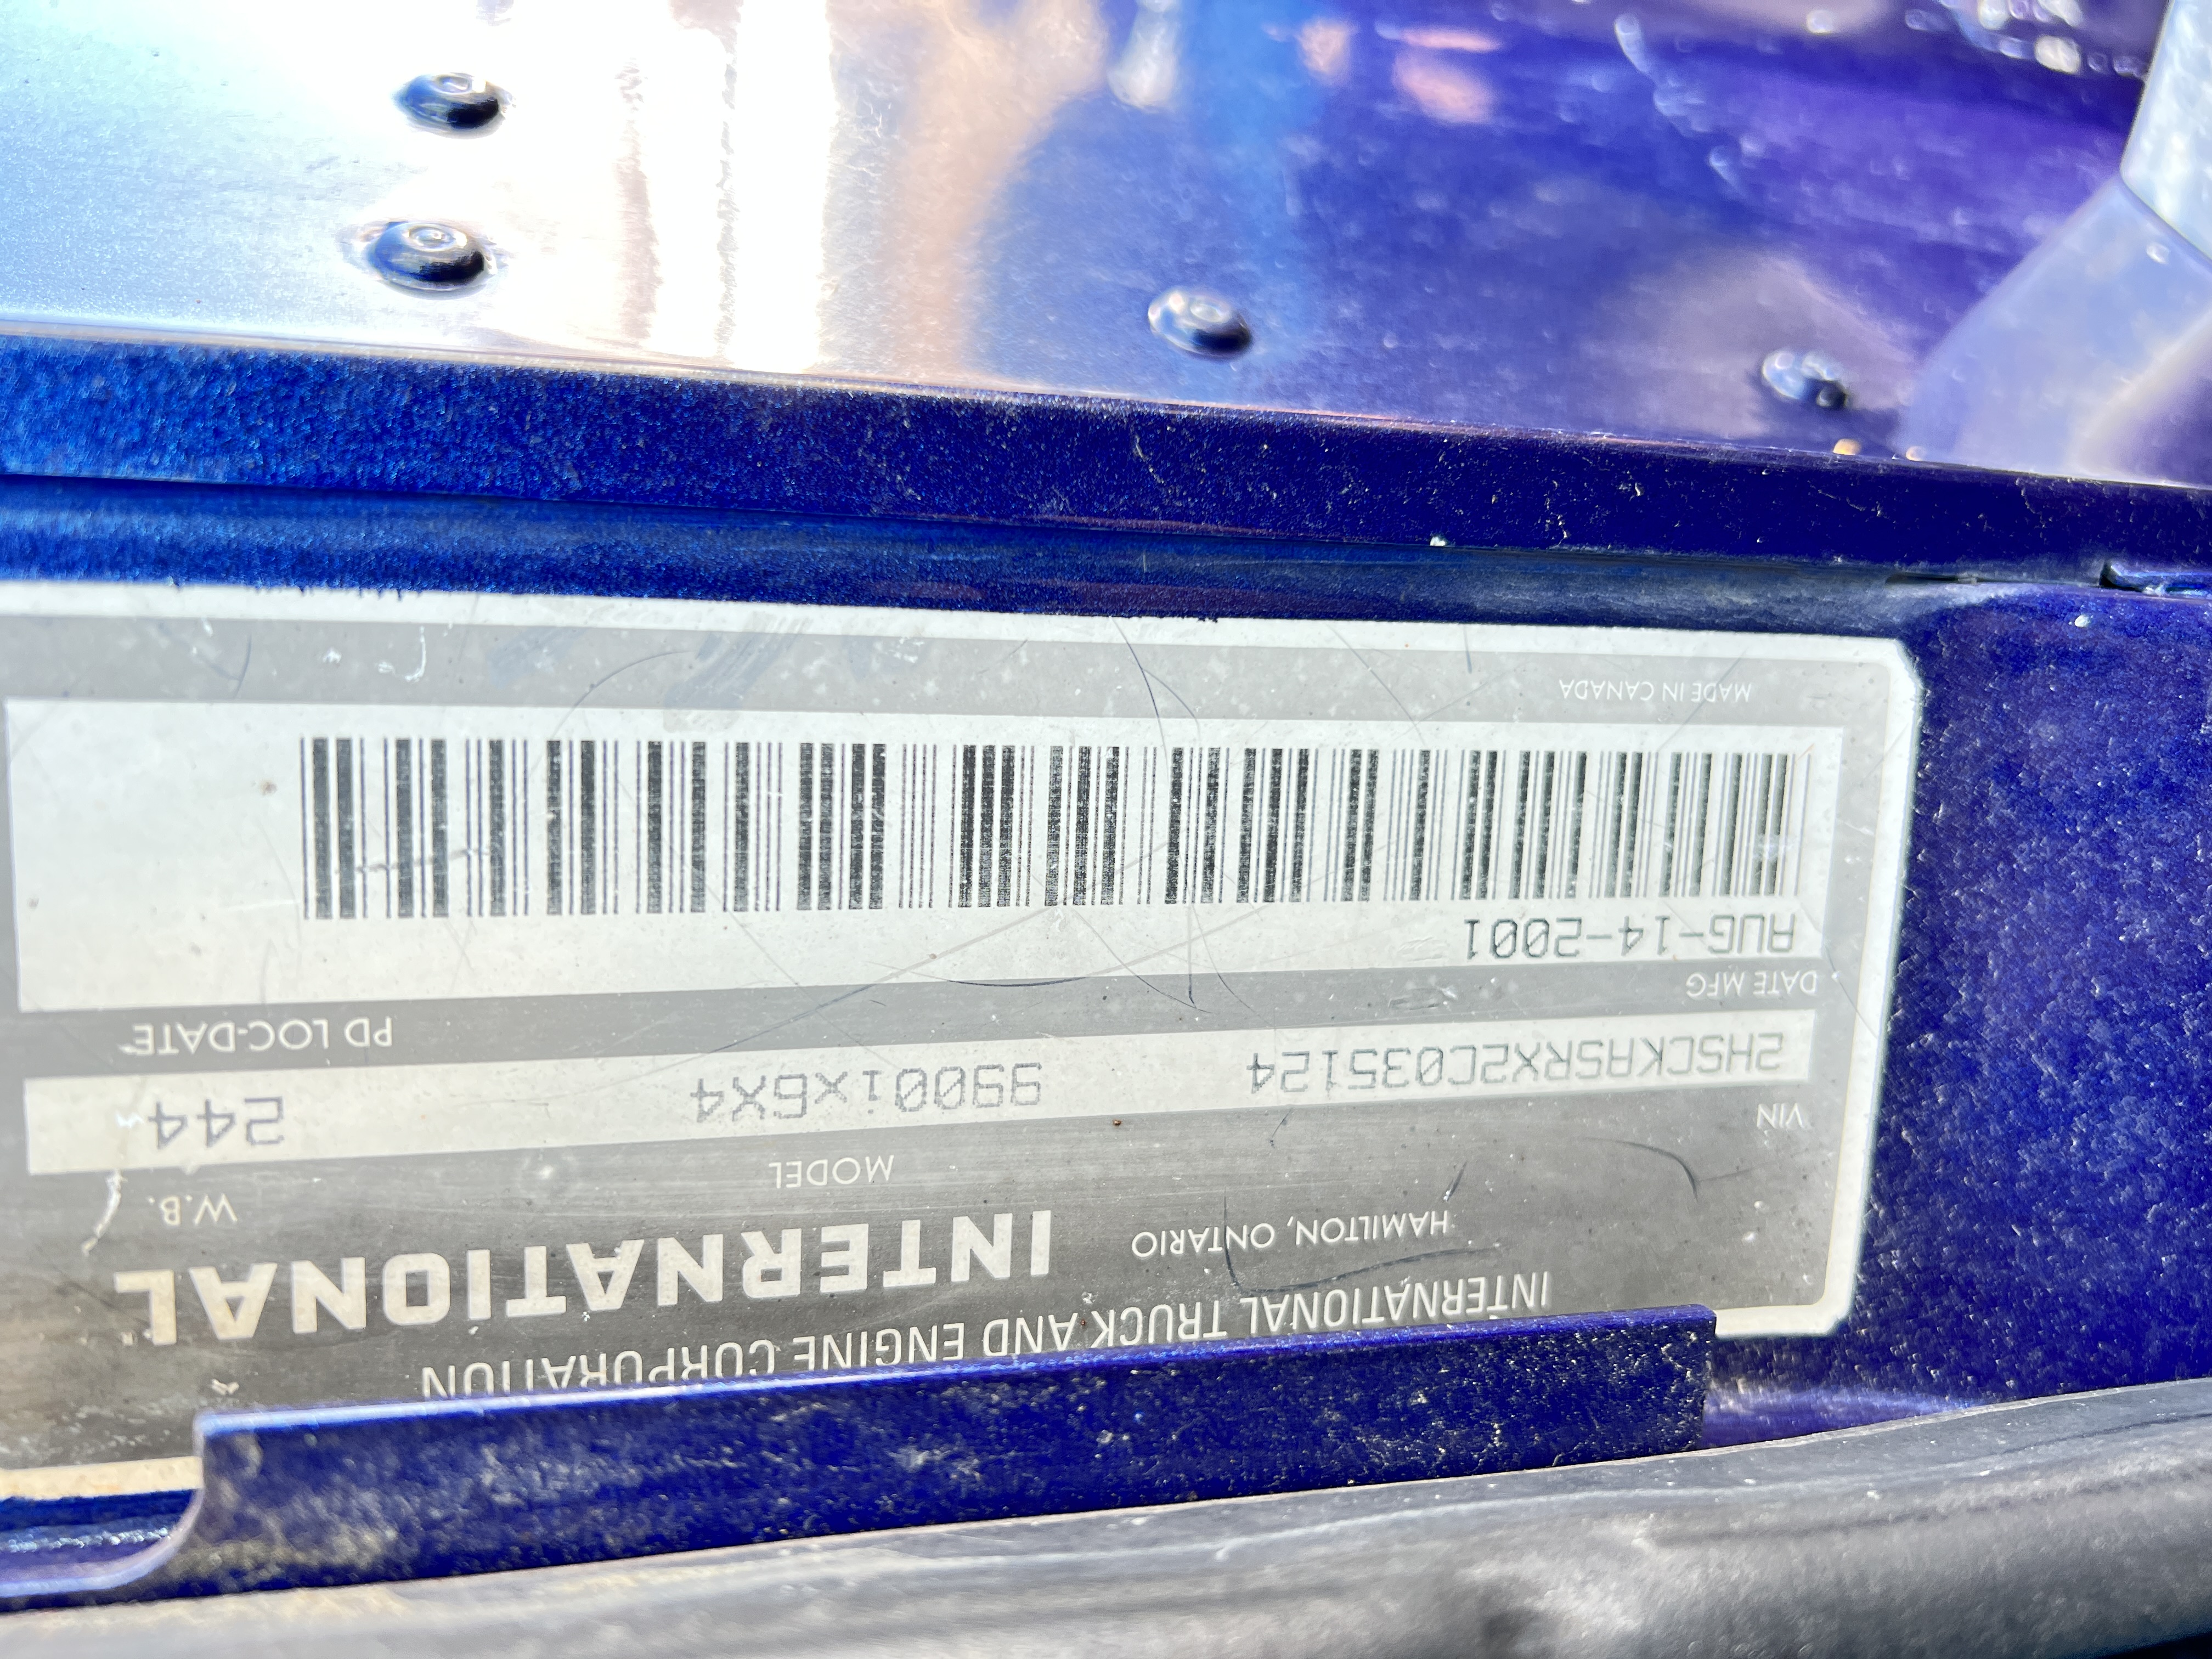 INTERNATIONAL TRUCK AND ENGINE CORPORATION
HAMILTON, ONTARIO
INTERNATIONAL
VIN MODEL W.B.
2HSCKASRX2C035124 9900ix6X4 244
DATE MFG PD LOC-DATE
AUG-14-2001
MADE IN CANADA